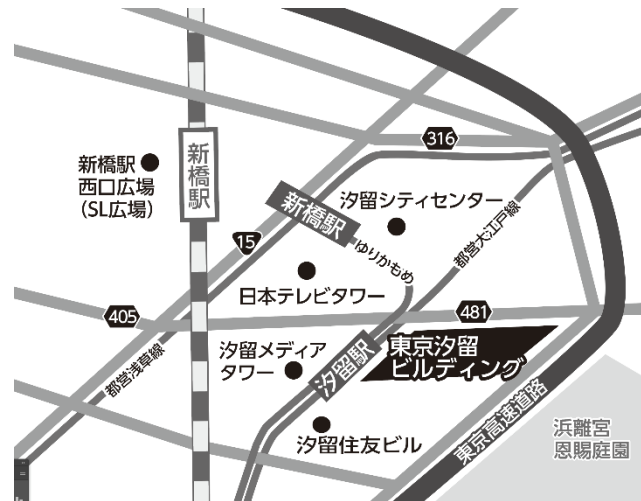 316
新橋駅
西口広場
(SL広場)
新橋駅
新橋駅
汐留シティセンター
15
ゆりかもめ
都営大江戸線
日本テレビタワー
405
481
都営浅草線
汐留メディア
タワー
汐留駅
東京汐留
ビルディング
汐留住友ビル
東京高速道路
浜離宮
恩賜庭園